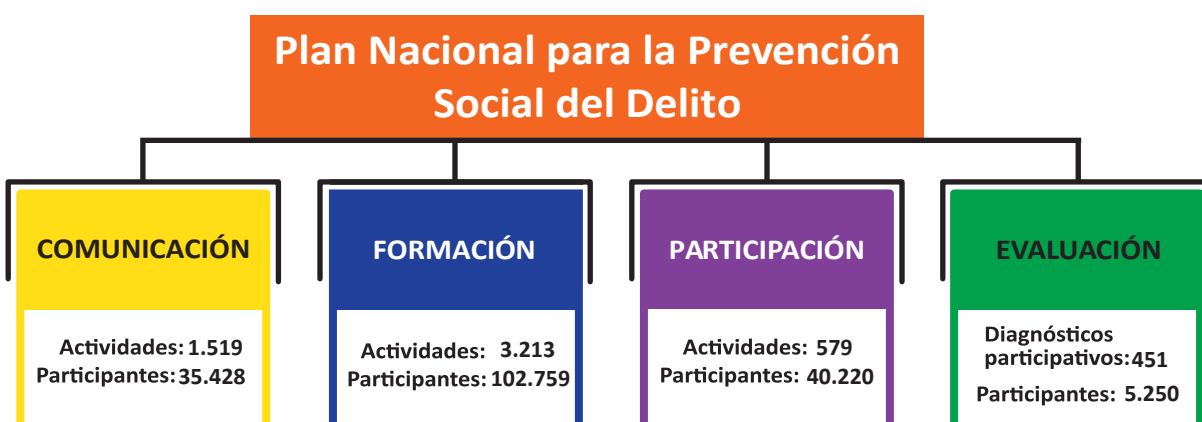 Plan Nacional para la Prevención
Social del Delito
COMUNICACIÓN
Actividades: 1.519
Participantes: 35.428
FORMACIÓN
Actividades: 3.213
Participantes: 102.759
PARTICIPACIÓN
Actividades: 579
Participantes: 40.220
EVALUACIÓN
Diagnósticos
participativos: 451
Participantes: 5.250